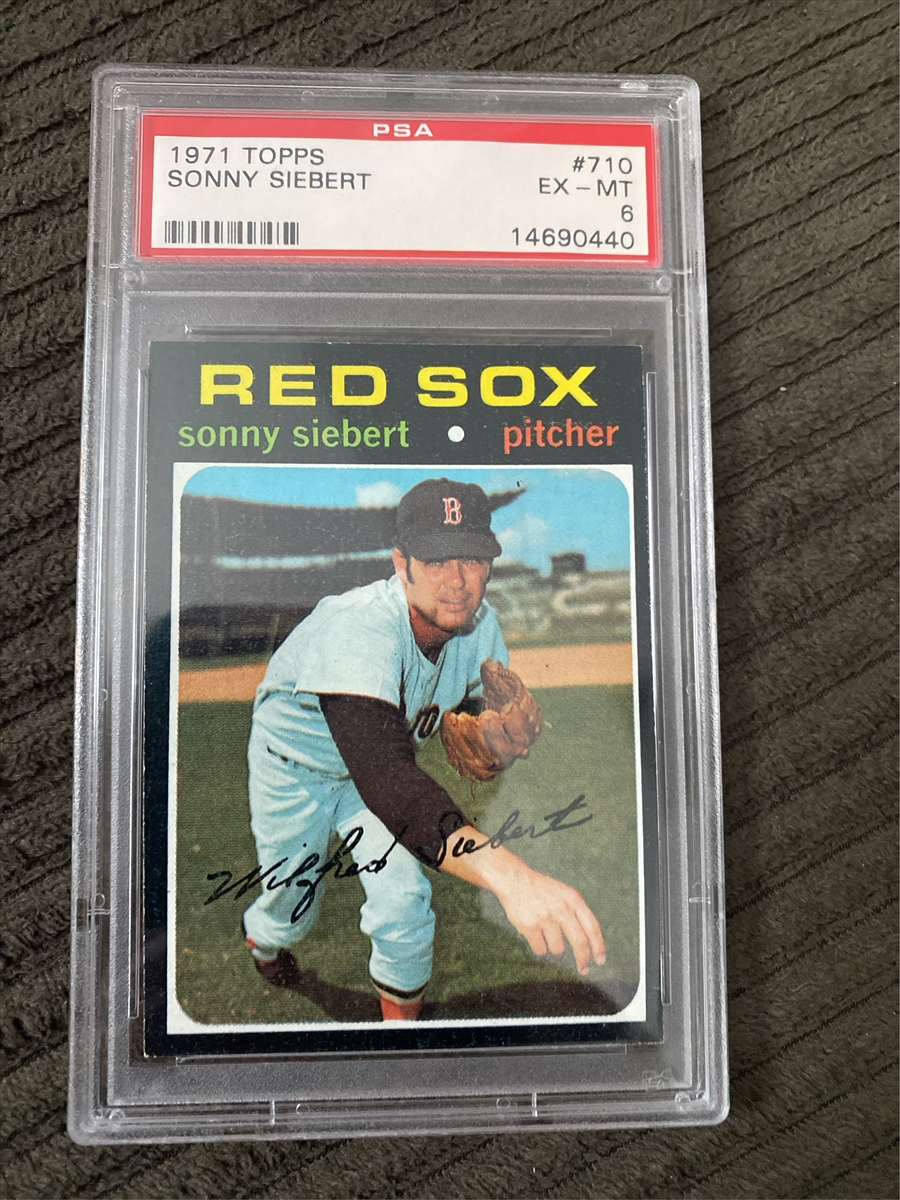 PSA
1971 TOPPS #710
SONNY SIEBERT EX - MT
6
14690440
RED SOX
sonny siebert • pitcher
B
Wilfred Siebert